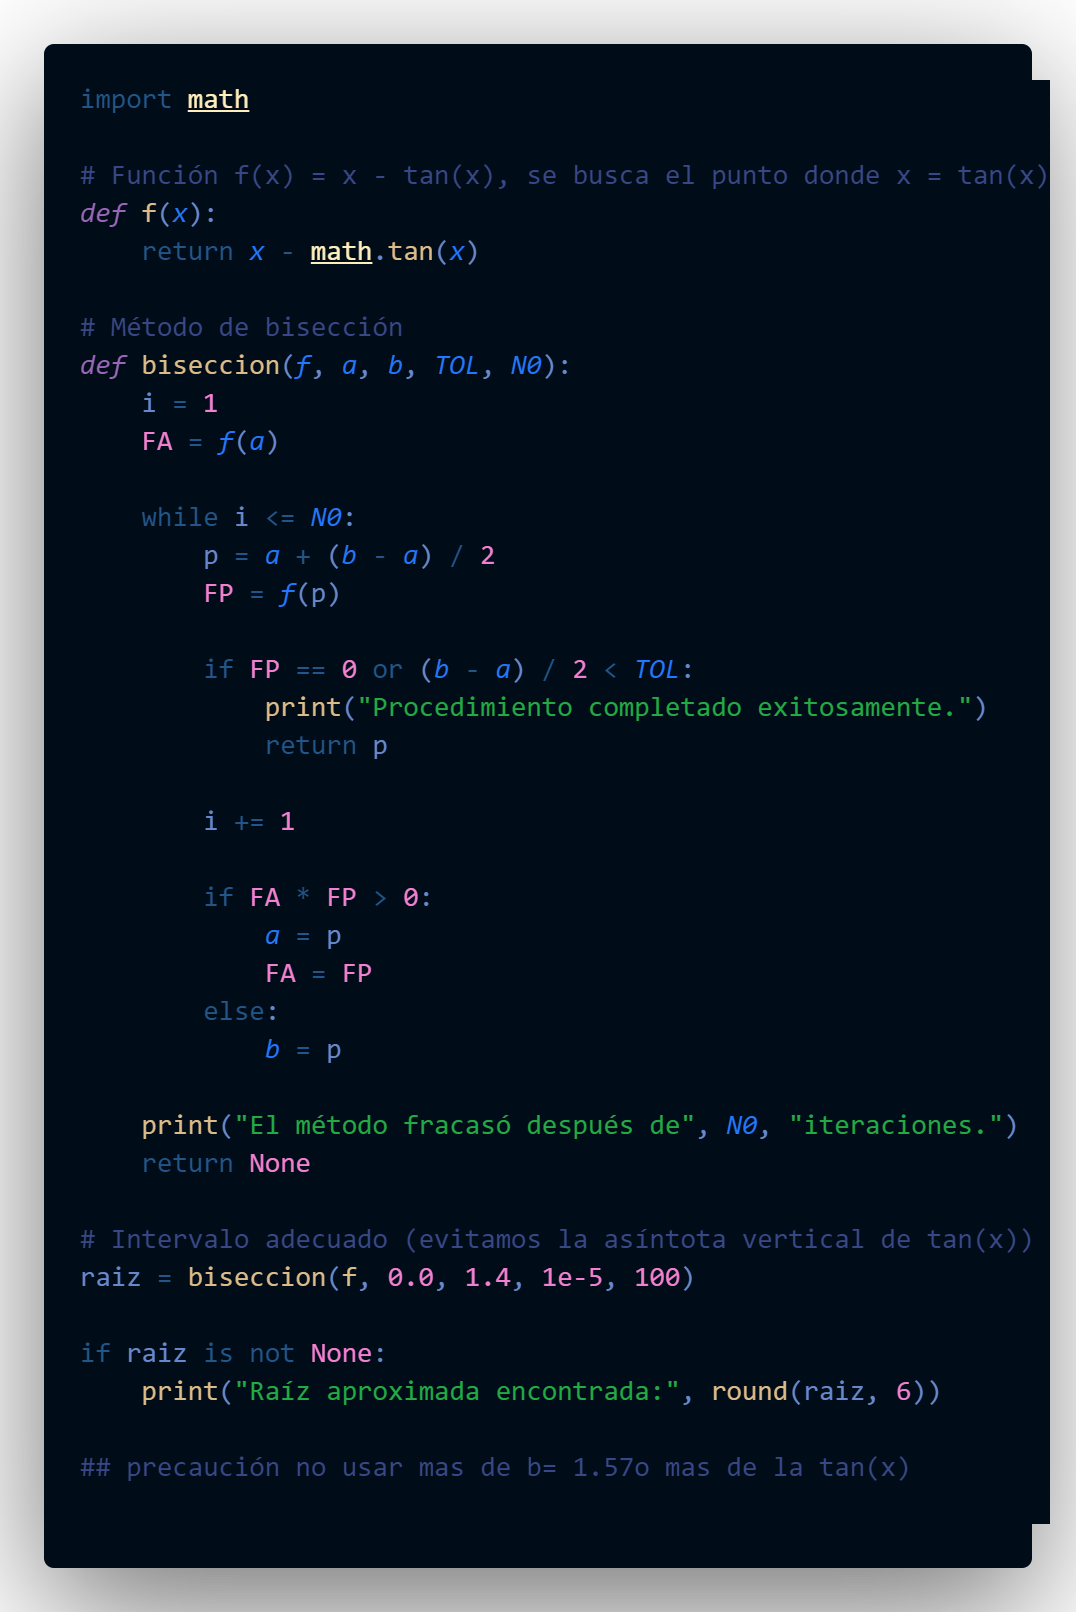 import math
# Función f(x) = x - tan(x), se busca el punto donde x = tan(x)
def f(x):
    return x - math.tan(x)
# Método de bisección
def biseccion(f, a, b, TOL, N0):
    i = 1
    FA = f(a)
    while i <= N0:
        p = a + (b - a) / 2
        FP = f(p)
        if FP == 0 or (b - a) / 2 < TOL:
            print("Procedimiento completado exitosamente.")
            return p
        i += 1
        if FA * FP > 0:
            a = p
            FA = FP
        else:
            b = p
    print("El método fracasó después de", N0, "iteraciones.")
    return None
# Intervalo adecuado (evitamos la asíntota vertical de tan(x))
raiz = biseccion(f, 0.0, 1.4, 1e-5, 100)
if raiz is not None:
    print("Raíz aproximada encontrada:", round(raiz, 6))
## precaución no usar mas de b= 1.57o mas de la tan(x)